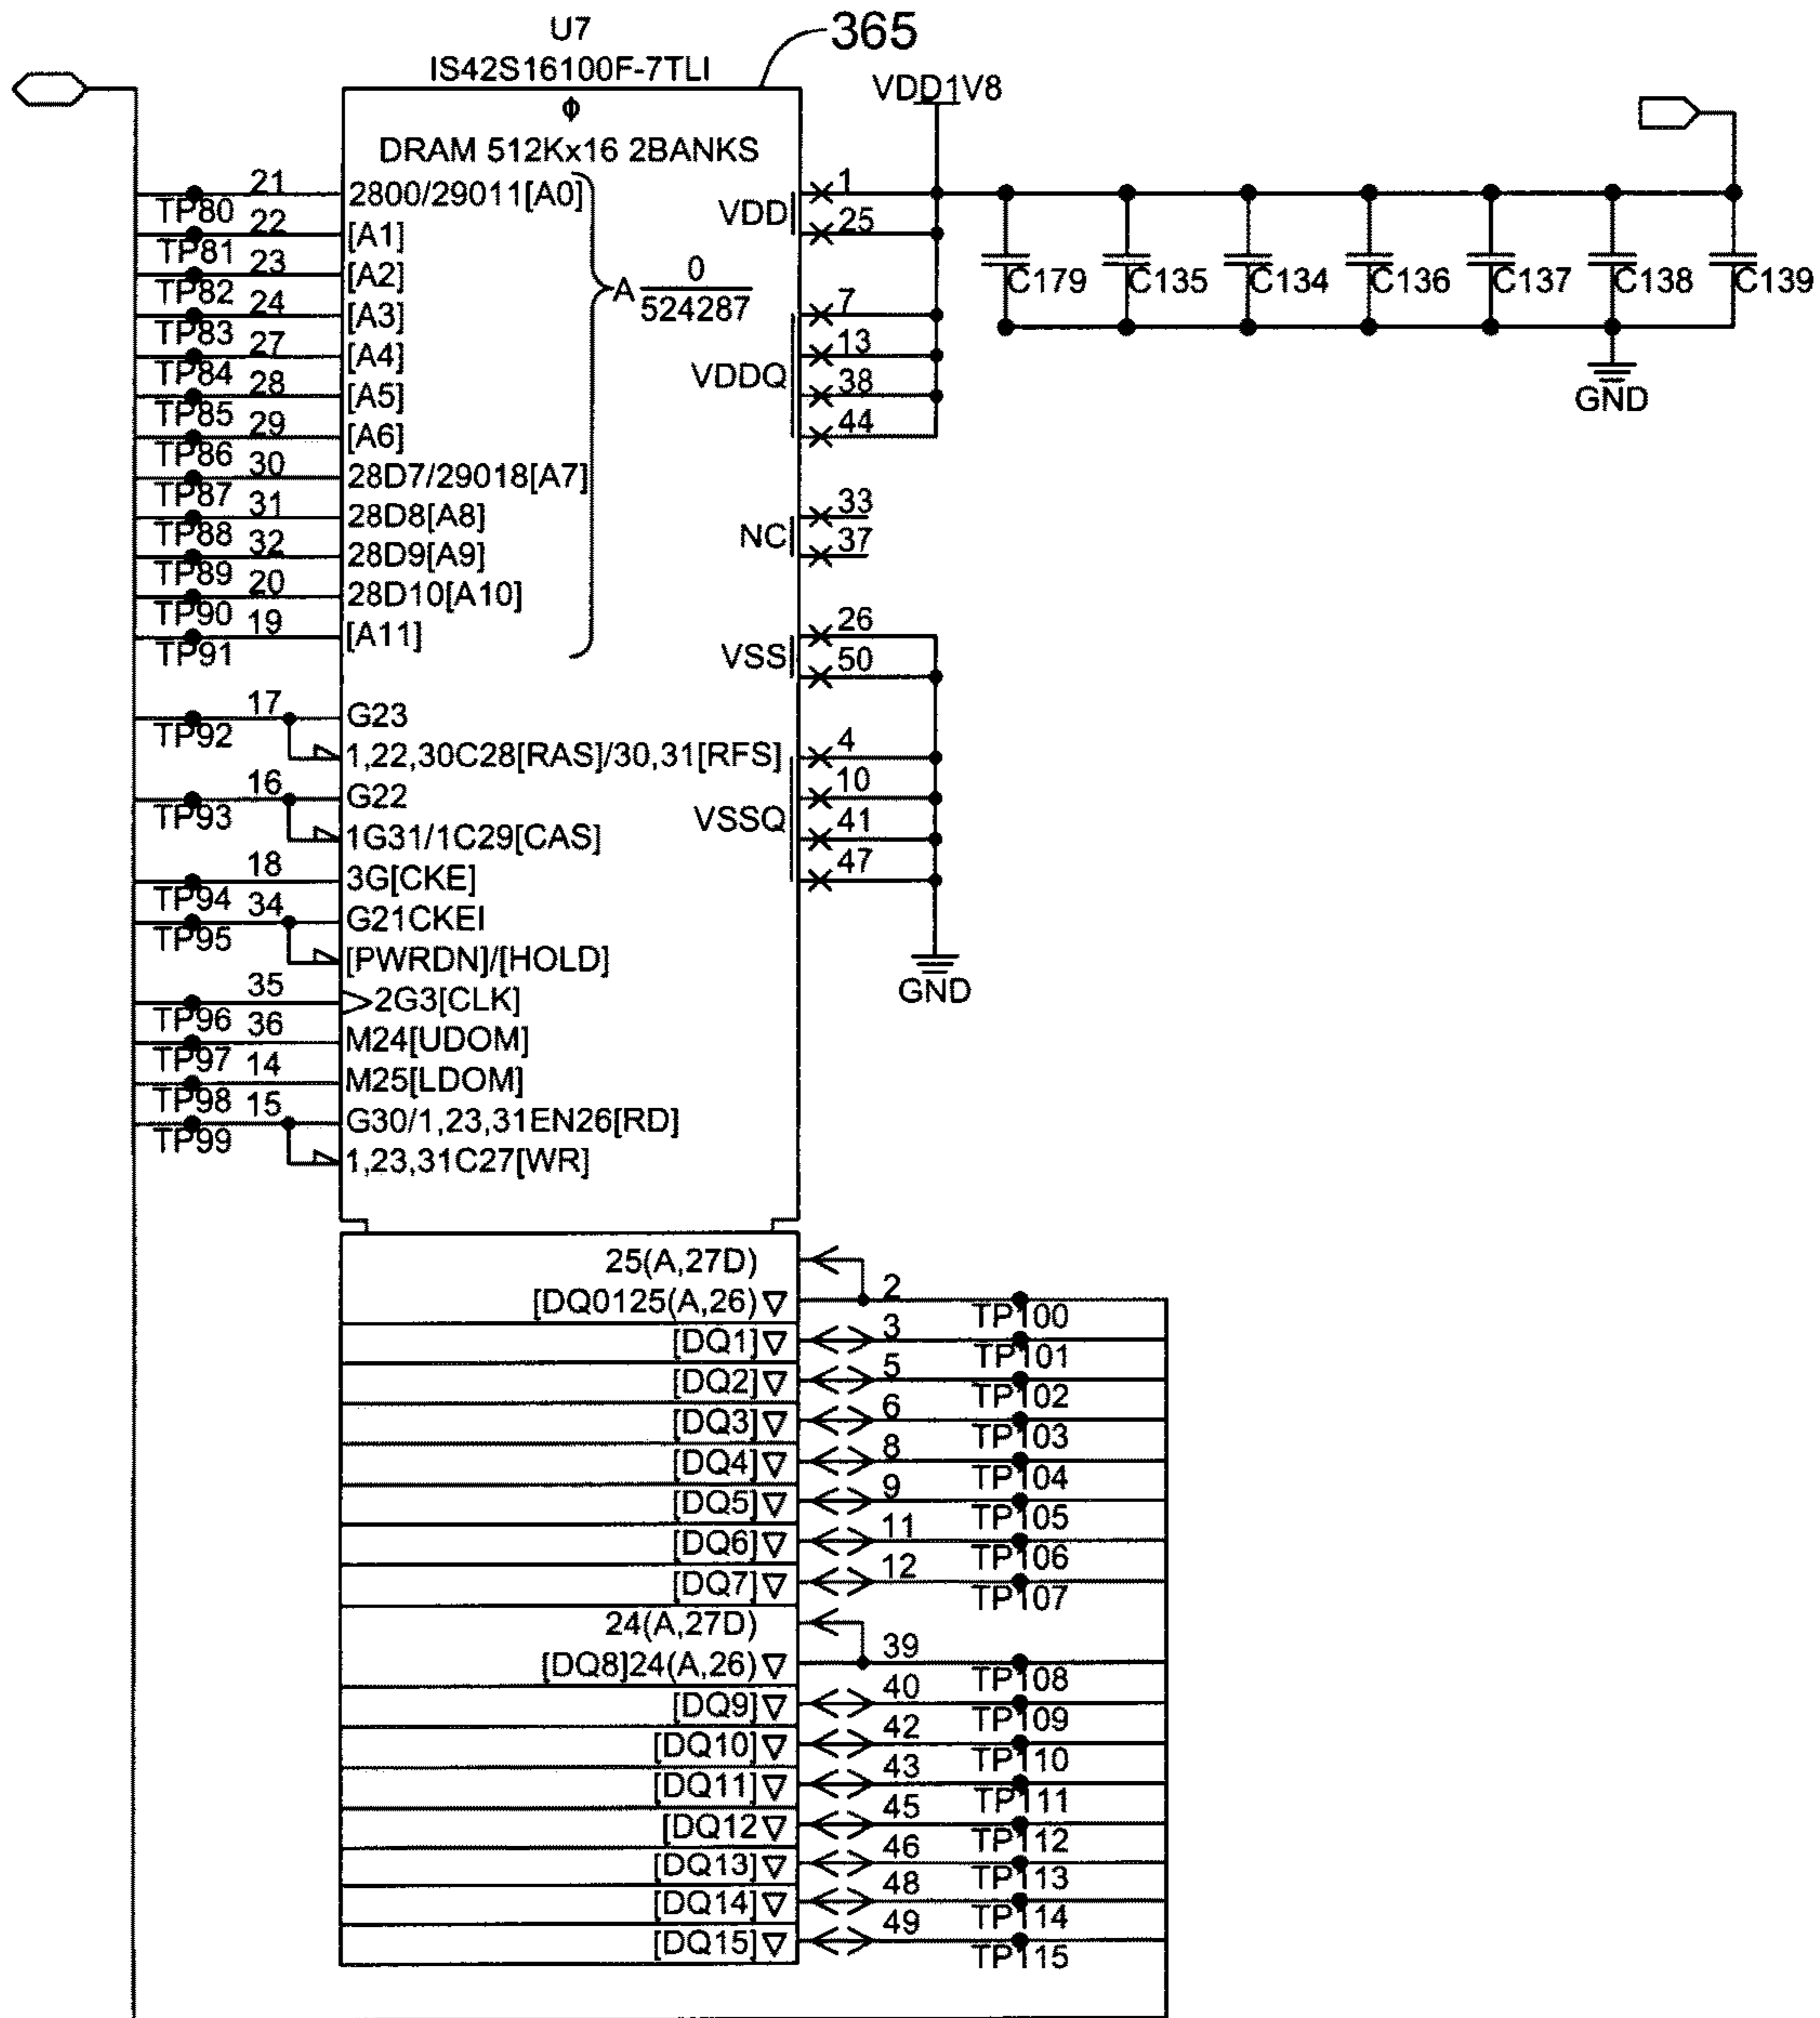 U7
365
IS42S16100F-7TLI
VDD1V8
Φ
DRAM 512Kx16 2BANKS
21 2800/29011[A0]
TP80
22 [A1]
TP81
23 [A2]
TP82
24 [A3]
TP83
27 [A4]
TP84
28 [A5]
TP85
29 [A6]
TP86
30 28D7/29018[A7]
TP87
31 28D8[A8]
TP88
32 28D9[A9]
TP89
20 28D10[A10]
TP90
19 [A11]
TP91
A 0
524287
17 G23
TP92
1,22,30C28[RAS]/30,31[RFS]
16 G22
TP93
1G31/1C29[CAS]
18 3G[CKE]
TP94
34 G21CKEI
TP95
[PWRDN]/[HOLD]
35 2G3[CLK]
TP96
36 M24[UDOM]
TP97
14 M25[LDOM]
TP98
15 G30/1,23,31EN26[RD]
TP99
1,23,31C27[WR]
VDD
1
25
VDDQ
7
13
38
44
NC
33
37
VSS
26
50
VSSQ
4
10
41
47
GND
C179 C135 C134 C136 C137 C138 C139
GND
25(A,27D)
[DQ0125(A,26) 2
TP100
[DQ1] 3
TP101
[DQ2] 5
TP102
[DQ3] 6
TP103
[DQ4] 8
TP104
[DQ5] 9
TP105
[DQ6] 11
TP106
[DQ7] 12
TP107
24(A,27D)
[DQ8]24(A,26) 39
TP108
[DQ9] 40
TP109
[DQ10] 42
TP110
[DQ11] 43
TP111
[DQ12 45
TP112
[DQ13] 46
TP113
[DQ14] 48
TP114
[DQ15] 49
TP115